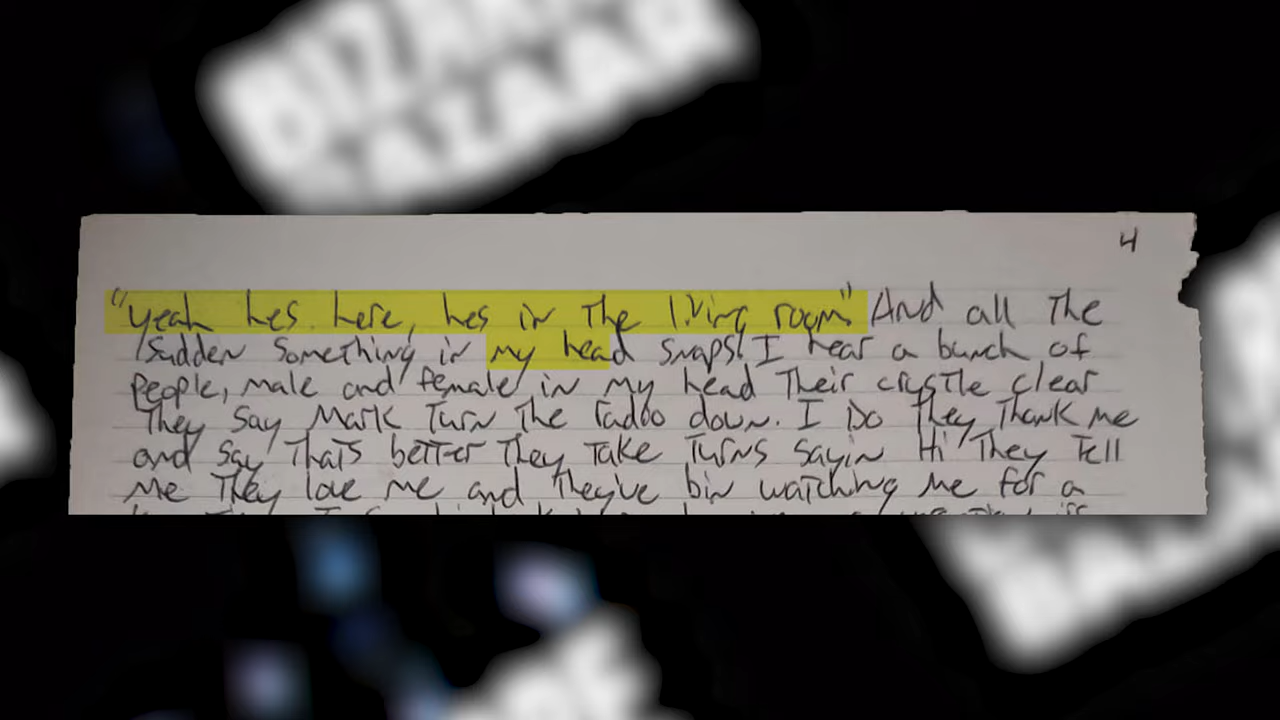 4
"yeah hes here, hes in the living room" And all the
sudden something in my head snaps! I hear a bunch of
people, male and female in my head Their crystle clear
They say Mark Turn The radoo down. I Do They Thank me
and say Thats better They Take Turns sayin Hi They Tell
me They love me and They've bin watching me for a